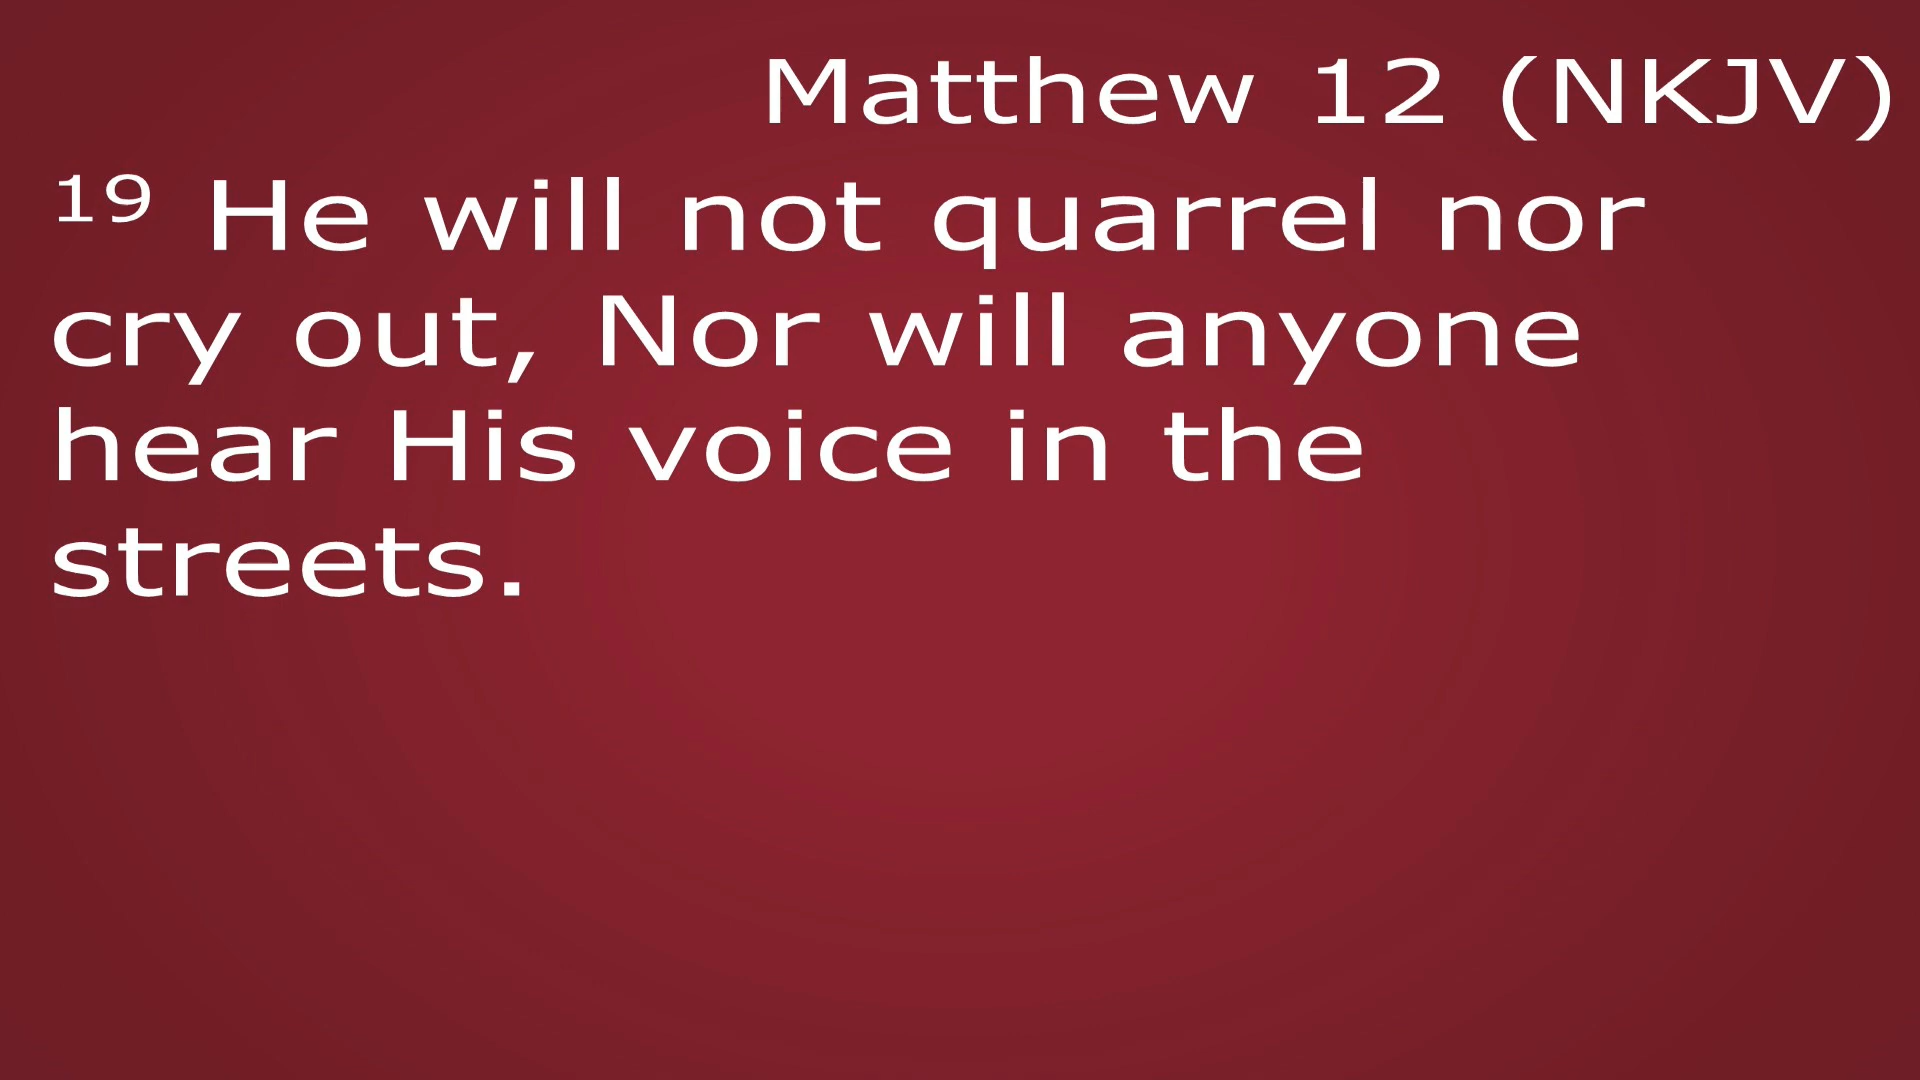 Matthew 12 (NKJV)
19 He will not quarrel nor
cry out, Nor will anyone
hear His voice in the
streets.